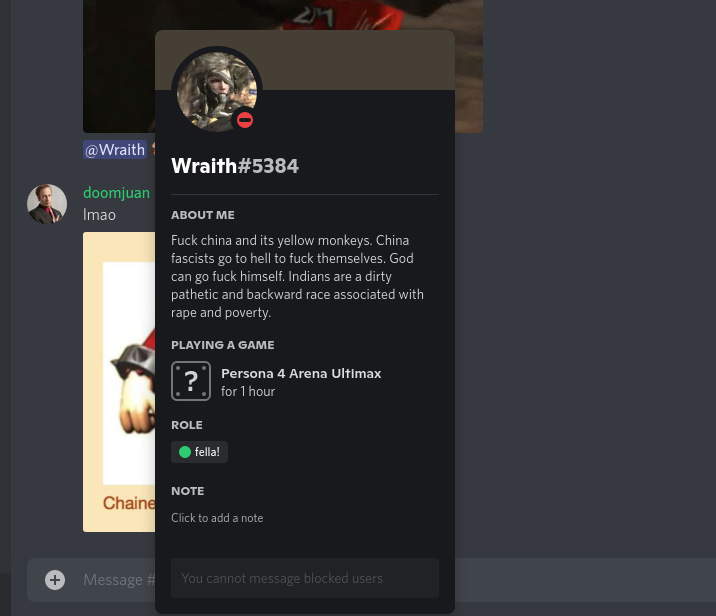 @Wraith
Wraith#5384
doomjuan
lmao
ABOUT ME
Fuck china and its yellow monkeys. China
fascists go to hell to fuck themselves. God
can go fuck himself. Indians are a dirty
pathetic and backward race associated with
rape and poverty.
PLAYING A GAME
?
Persona 4 Arena Ultimax
for 1 hour
ROLE
fella!
NOTE
Chaine
Click to add a note
Message #
You cannot message blocked users